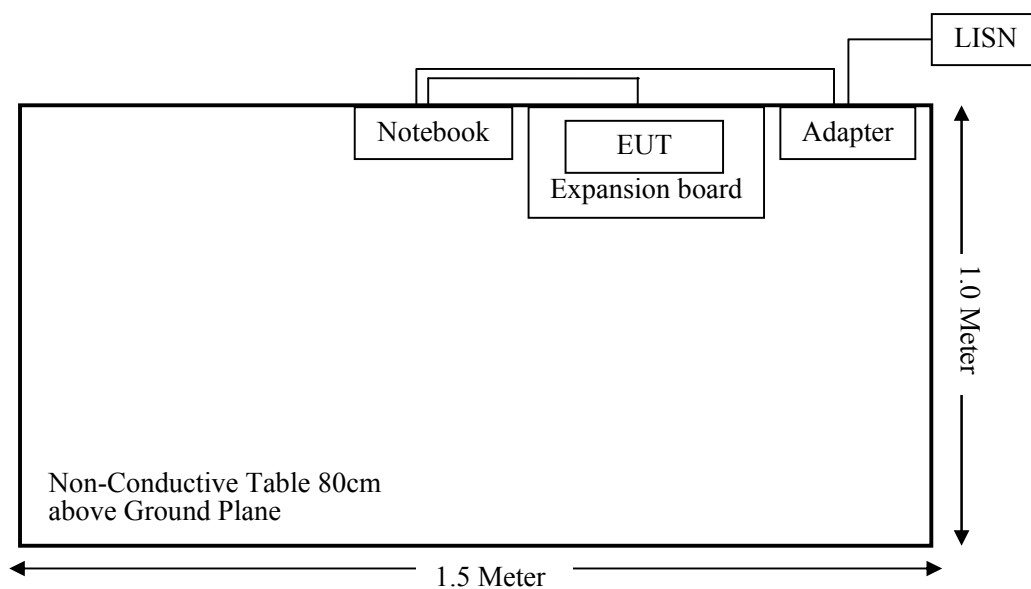 LISN
Notebook
EUT
Adapter
Expansion board
1.0 Meter
Non-Conductive Table 80cm
above Ground Plane
1.5 Meter